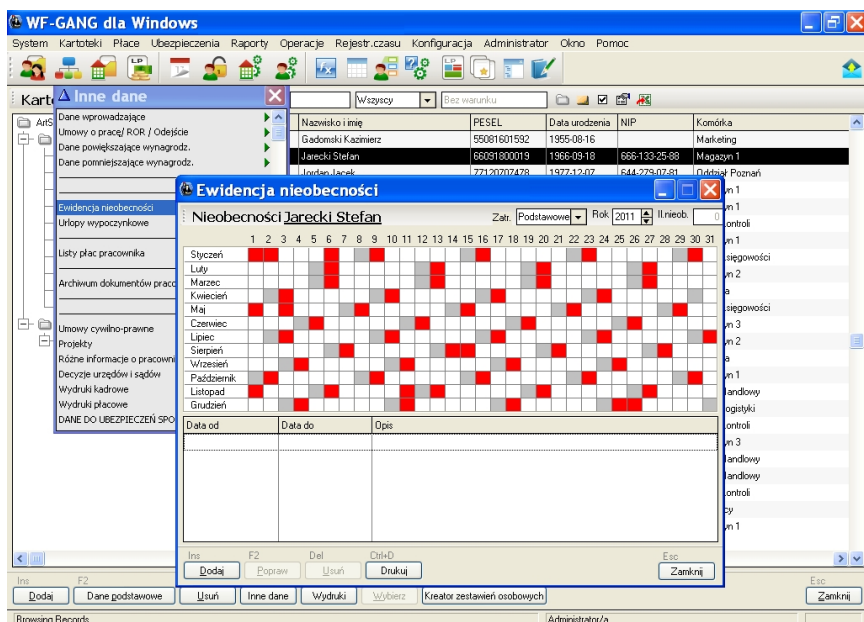 WF-GANG dla Windows
System Kartoteki Płace Ubezpieczenia Raporty Operacje Rejestr.czasu Konfiguracja Administrator Okno Pomoc
Inne dane
Wszyscy
Bez warunku
Dane wprowadzające
Umowy o pracę/ ROR / Odejście
Dane powiększające wynagrodz.
Dane pomniejszające wynagrodz.
Ewidencja nieobecności
Urlopy wypoczynkowe
Listy płac pracownika
Archiwum dokumentów praco
Umowy cywilno-prawne
Projekty
Różne informacje o pracowni
Decyzje urzędów i sądów
Wydruki kadrowe
Wydruki płacowe
DANE DO UBEZPIECZEŃ SPO
Nazwisko i imię PESEL Data urodzenia NIP Komórka
Gadomski Kazimierz 55081601592 1955-08-16 Marketing
Jarecki Stefan 66091800019 1966-09-18 666-133-25-88 Magazyn 1
Jordan Jacek 77120707478 1977-12-07 644-279-07-81 Oddział Poznań
Ewidencja nieobecności
Nieobecności Jarecki Stefan Zatr. Podstawowe Rok 2011 Il.nieob. 0
1 2 3 4 5 6 7 8 9 10 11 12 13 14 15 16 17 18 19 20 21 22 23 24 25 26 27 28 29 30 31
Styczeń
Luty
Marzec
Kwiecień
Maj
Czerwiec
Lipiec
Sierpień
Wrzesień
Październik
Listopad
Grudzień
Data od Data do Opis
Ins F2 Del Ctrl+D Esc
Dodaj Popraw Usuń Drukuj Zamknij
Ins F2 Esc
Dodaj Dane podstawowe Usuń Inne dane Wydruki Wybierz Kreator zestawień osobowych Zamknij
Browsing Records Administrator/a